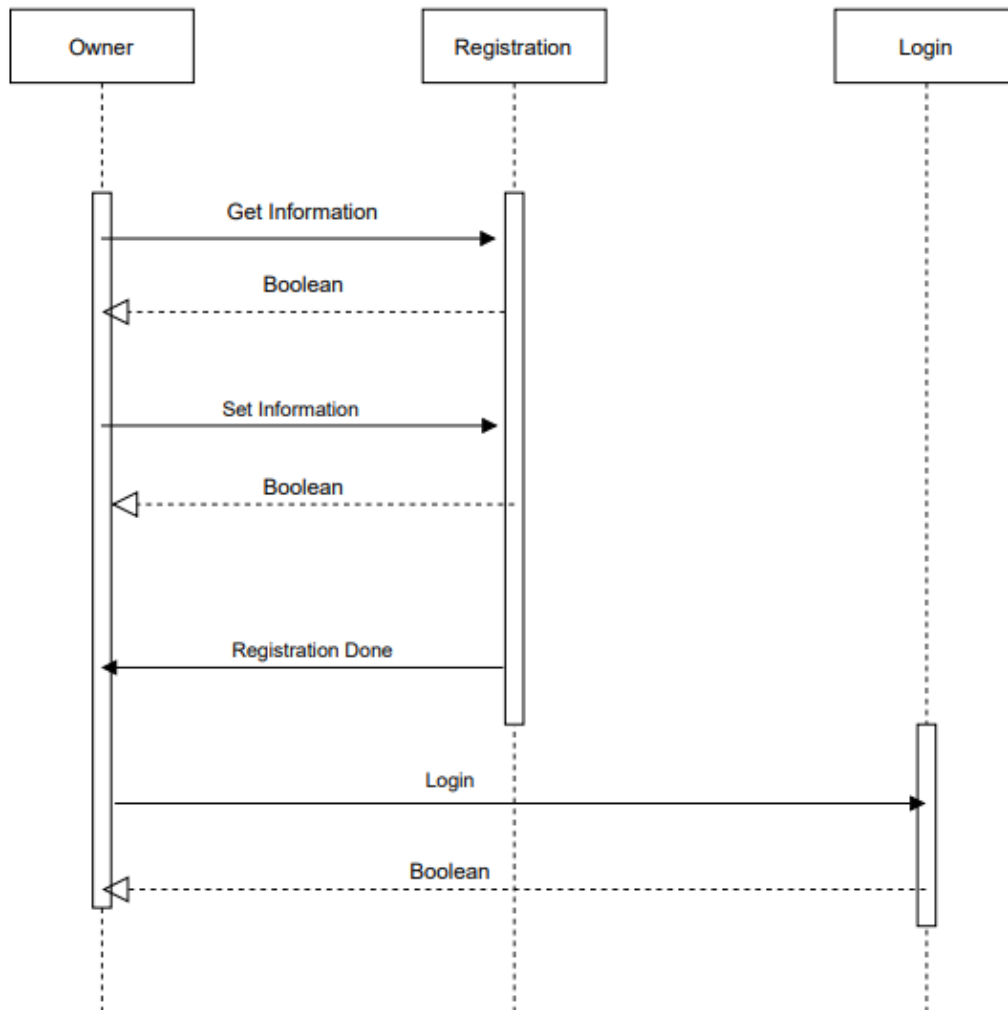 Owner
Registration
Login
Get Information
Boolean
Set Information
Boolean
Registration Done
Login
Boolean